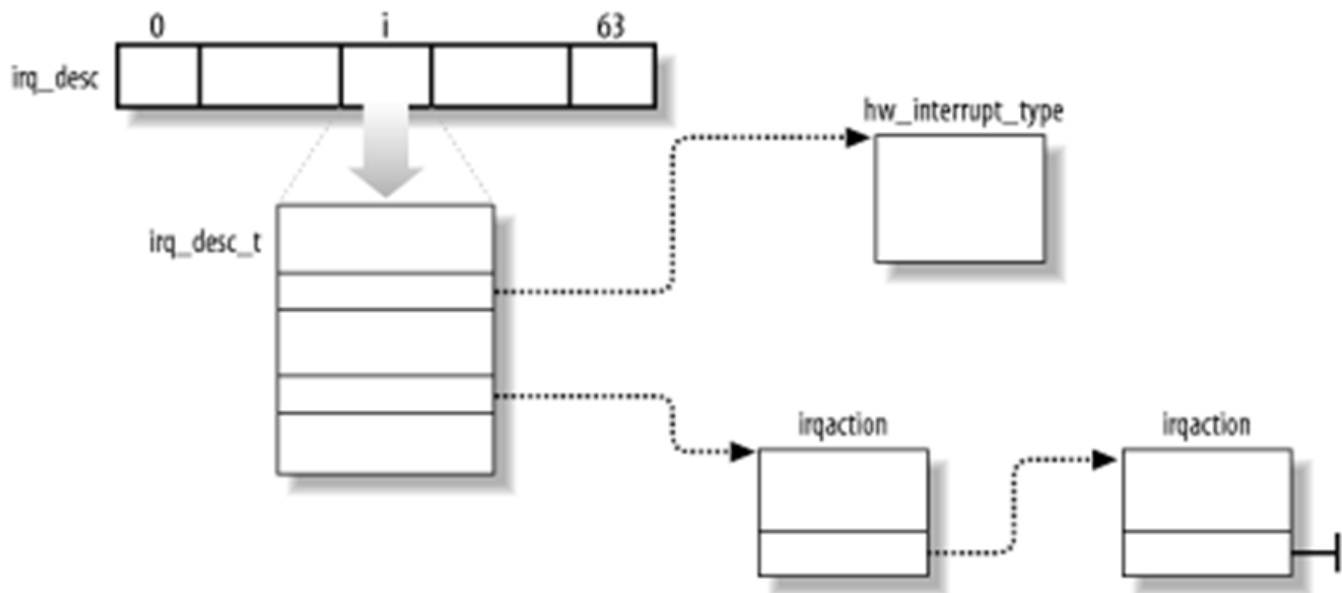 0 i 63
irq_desc
hw_interrupt_type
irq_desc_t
irqaction irqaction